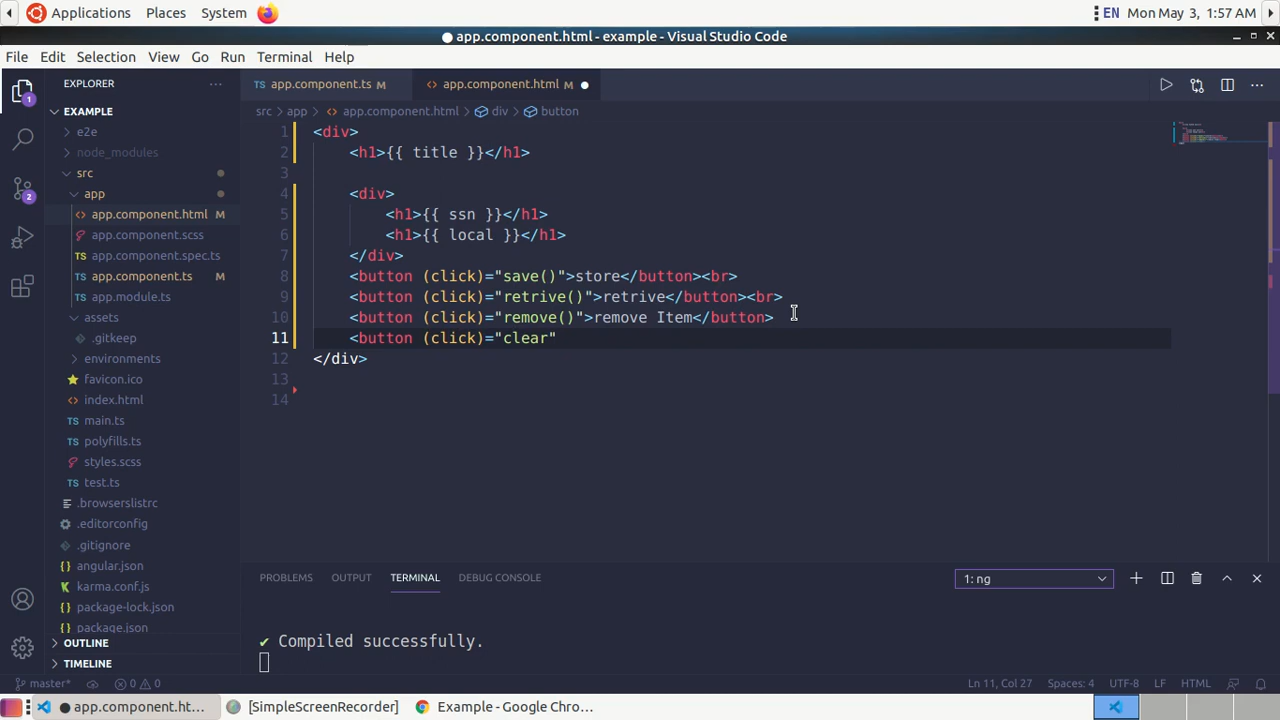 Applications Places System EN Mon May 3, 1:57 AM
● app.component.html - example - Visual Studio Code
File Edit Selection View Go Run Terminal Help
EXPLORER ···
1
TS app.component.ts M
<> app.component.html M ●
src > app > <> app.component.html > div > button
EXAMPLE
e2e
node_modules
2
src
app
<> app.component.html M
app.component.scss
TS app.component.spec.ts
TS app.component.ts M
TS app.module.ts
assets
.gitkeep
environments
favicon.ico
<> index.html
TS main.ts
TS polyfills.ts
styles.scss
TS test.ts
.browserslistrc
.editorconfig
.gitignore
{} angular.json
karma.conf.js
{} package-lock.json
{} package.json
OUTLINE
TIMELINE
1 <div>
2 <h1>{{ title }}</h1>
3
4 <div>
5 <h1>{{ ssn }}</h1>
6 <h1>{{ local }}</h1>
7 </div>
8 <button (click)="save()">store</button><br>
9 <button (click)="retrive()">retrive</button><br>
10 <button (click)="remove()">remove Item</button>
11 <button (click)="clear"
12 </div>
13
14
PROBLEMS OUTPUT TERMINAL DEBUG CONSOLE 1: ng
✔ Compiled successfully.
master* 0 0 Ln 11, Col 27 Spaces: 4 UTF-8 LF HTML
● app.component.htm... [SimpleScreenRecorder] Example - Google Chro...